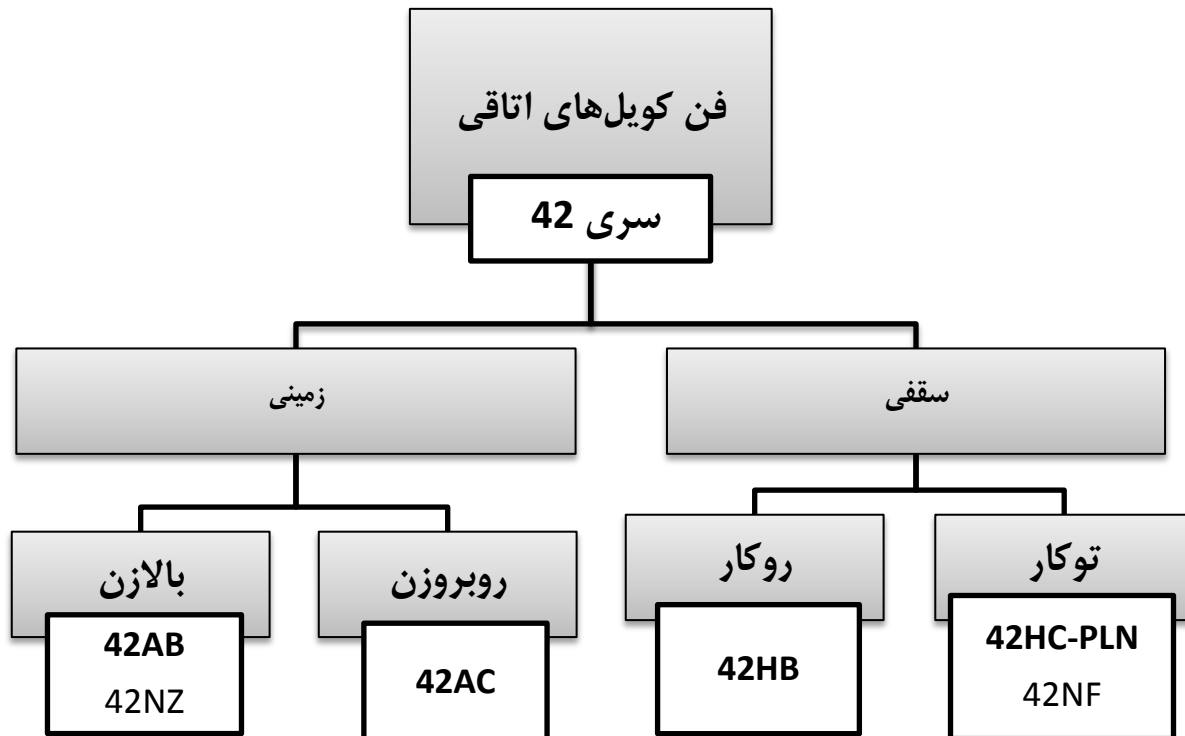 فن کویل‌های اتاقی
سری 42
سقفی
زمینی
توکار
42HC-PLN
42NF
روکار
42HB
روبروزن
42AC
بالازن
42AB
42NZ